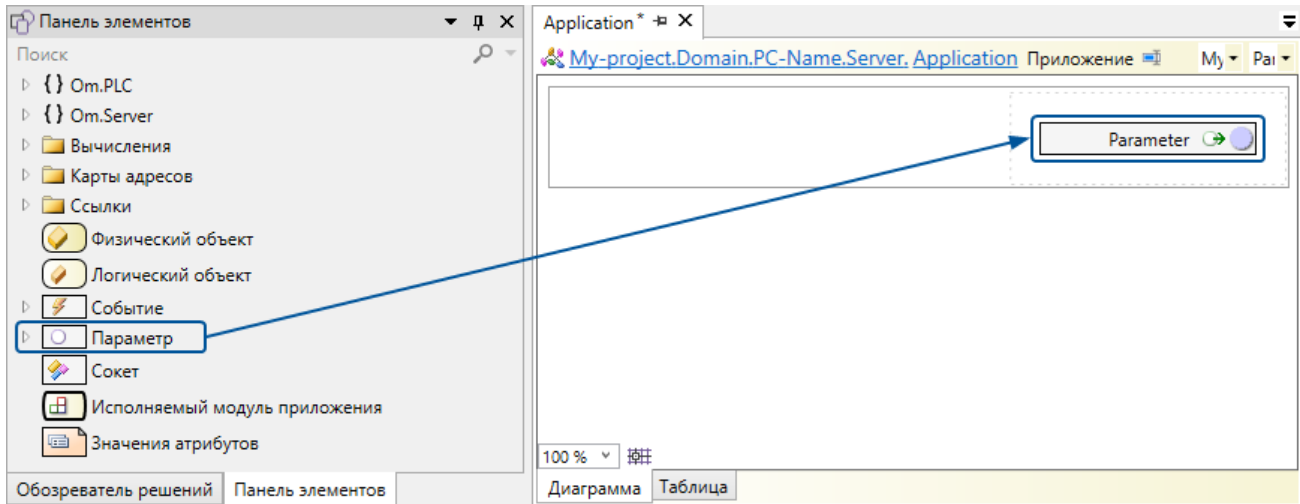 Панель элементов
Поиск
{} Om.PLC
{} Om.Server
Вычисления
Карты адресов
Ссылки
Физический объект
Логический объект
Событие
Параметр
Сокет
Исполняемый модуль приложения
Значения атрибутов
Обозреватель решений Панель элементов
Application*
My-project.Domain.PC-Name.Server. Application Приложение My Par
Parameter
100 %
Диаграмма Таблица